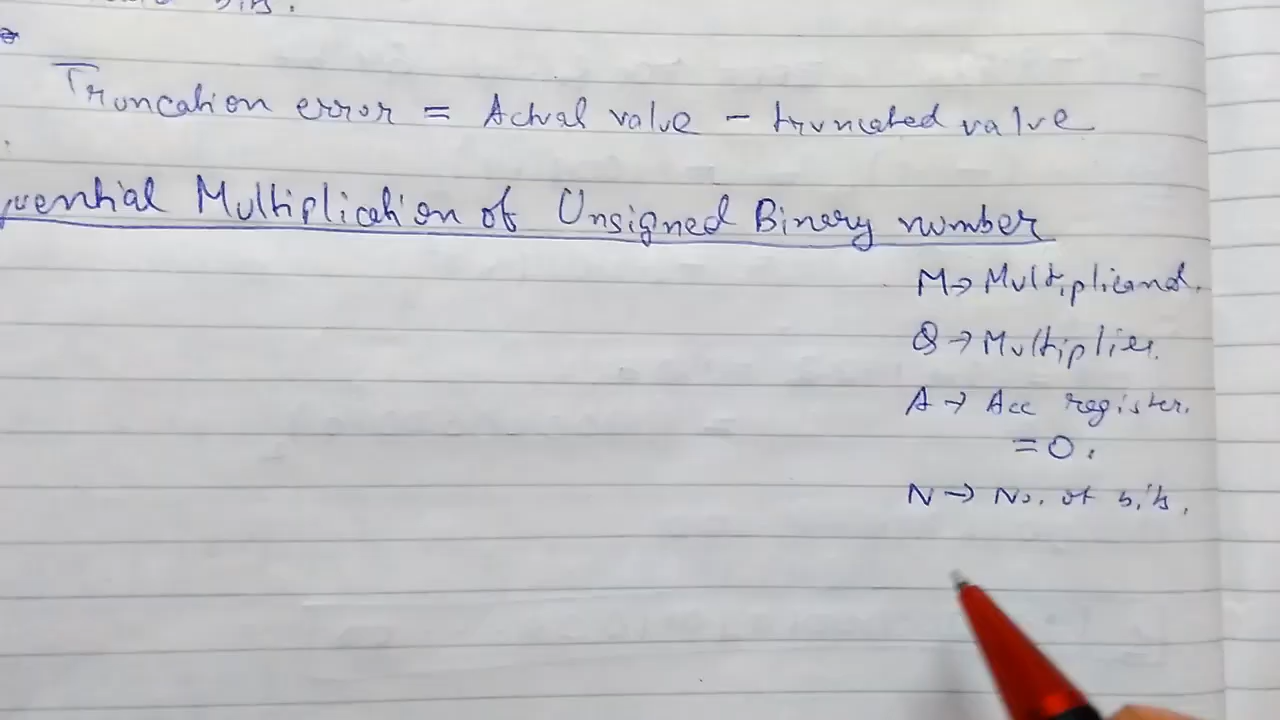 bits.
Truncation error = Actual value - truncated value
uential Multiplication of Unsigned Binary number
M → Multiplicand.
Q → Multiplier.
A → Acc register.
= 0.
N → No. of bits.